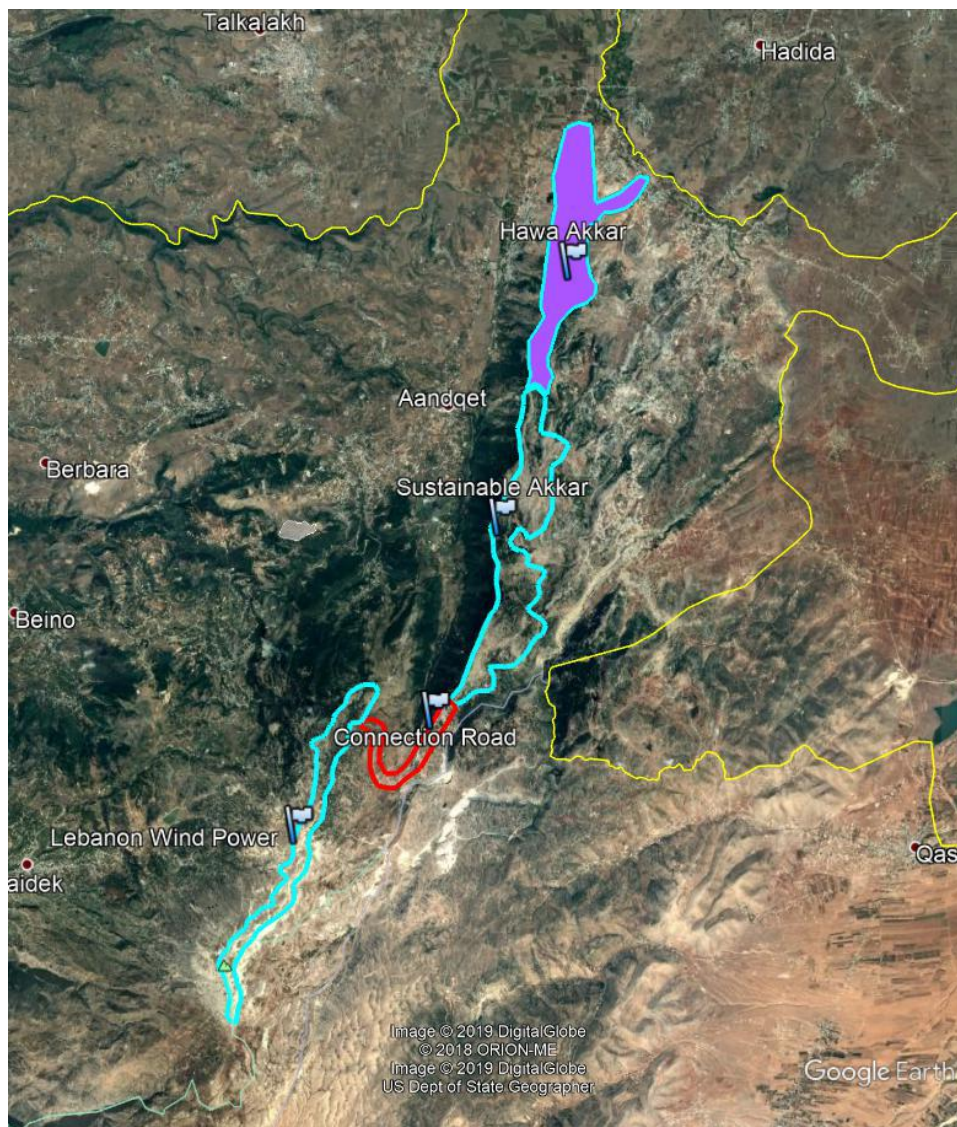 Talkalakh
Hadida
Hawa Akkar
Aandqet
Berbara
Sustainable Akkar
Beino
Connection Road
Lebanon Wind Power
Qas
aidek
Image © 2019 DigitalGlobe
© 2018 ORION-ME
Image © 2019 DigitalGlobe
US Dept of State Geographer
Google Earth